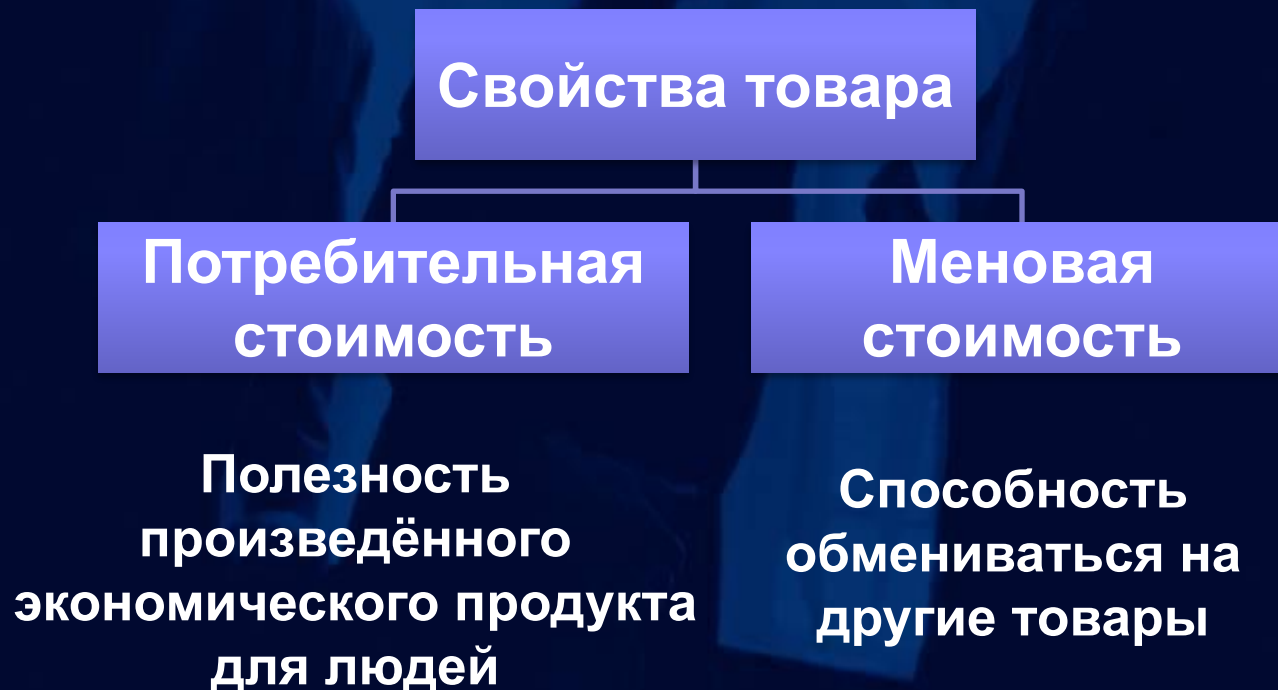 Свойства товара
Потребительная
стоимость
Меновая
стоимость
Полезность
произведённого
экономического продукта
для людей
Способность
обмениваться на
другие товары